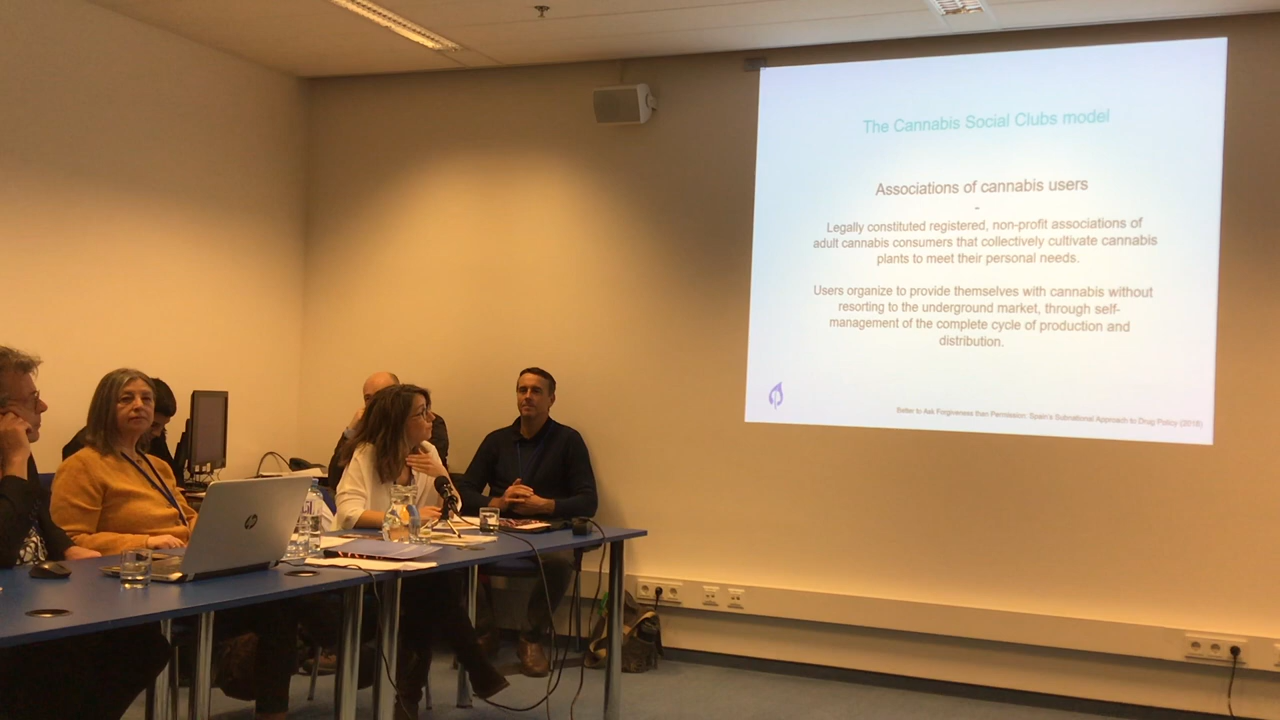 The Cannabis Social Clubs model
Associations of cannabis users
-
Legally constituted registered, non-profit associations of
adult cannabis consumers that collectively cultivate cannabis
plants to meet their personal needs.
Users organize to provide themselves with cannabis without
resorting to the underground market, through self-
management of the complete cycle of production and
distribution.
Better to Ask Forgiveness than Permission: Spain's Subnational Approach to Drug Policy (2018)
hp